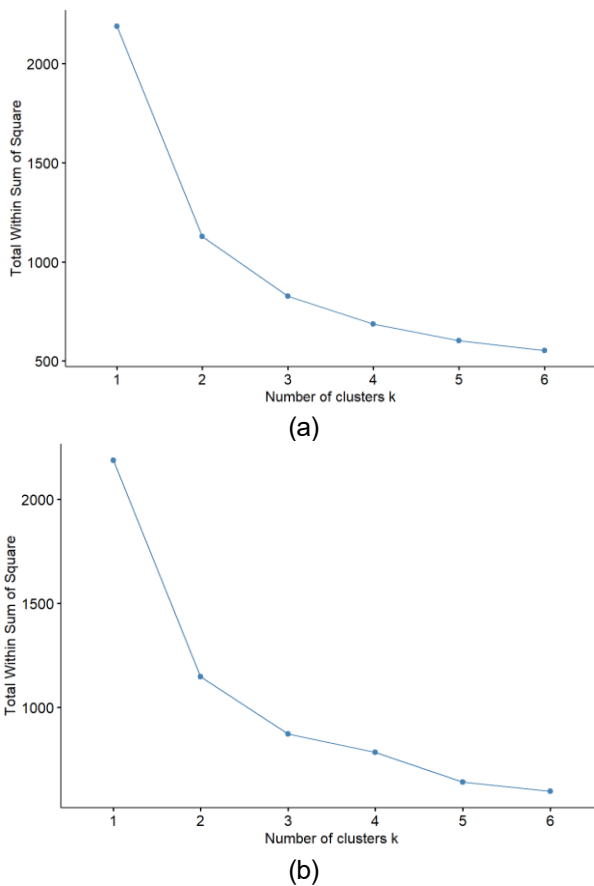 2000
1500
1000
500
Total Within Sum of Square
1 2 3 4 5 6
Number of clusters k
(a)
2000
1500
1000
Total Within Sum of Square
1 2 3 4 5 6
Number of clusters k
(b)